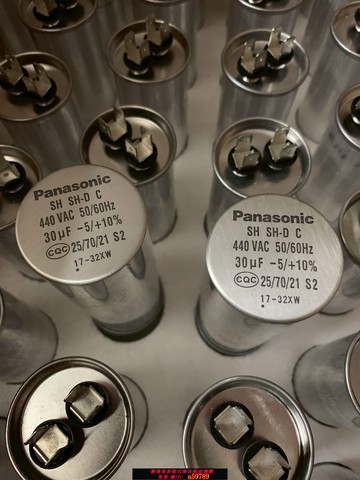 Panasonic
SH SH-D C
440 VAC 50/60Hz
30µF -5/+10%
CQC 25/70/21 S2
17-32XW
Panasonic
SH SH-D C
440 VAC 50/60Hz
30µF -5/+10%
CQC 25/70/21 S2
17-32XW
a59789